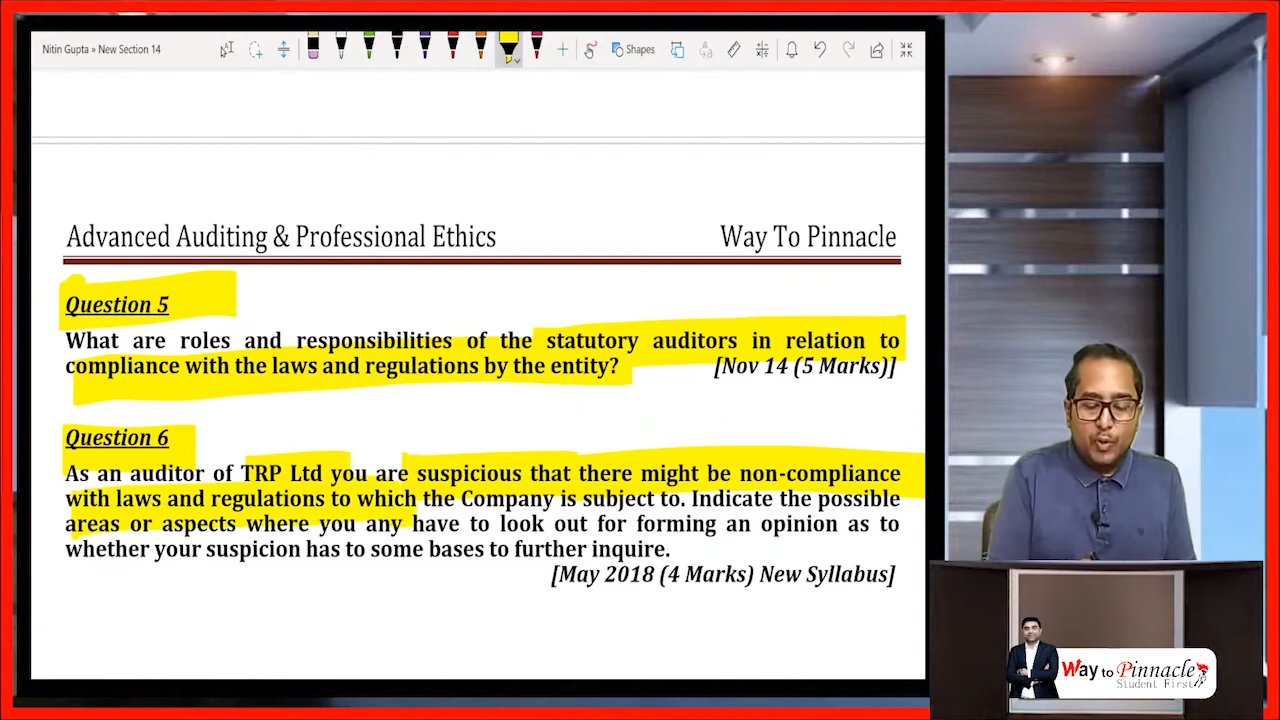 Nitin Gupta » New Section 14
Shapes
Advanced Auditing & Professional Ethics Way To Pinnacle
Question 5
What are roles and responsibilities of the statutory auditors in relation to
compliance with the laws and regulations by the entity? [Nov 14 (5 Marks)]
Question 6
As an auditor of TRP Ltd you are suspicious that there might be non-compliance
with laws and regulations to which the Company is subject to. Indicate the possible
areas or aspects where you any have to look out for forming an opinion as to
whether your suspicion has to some bases to further inquire.
[May 2018 (4 Marks) New Syllabus]
Way to Pinnacle
Student First